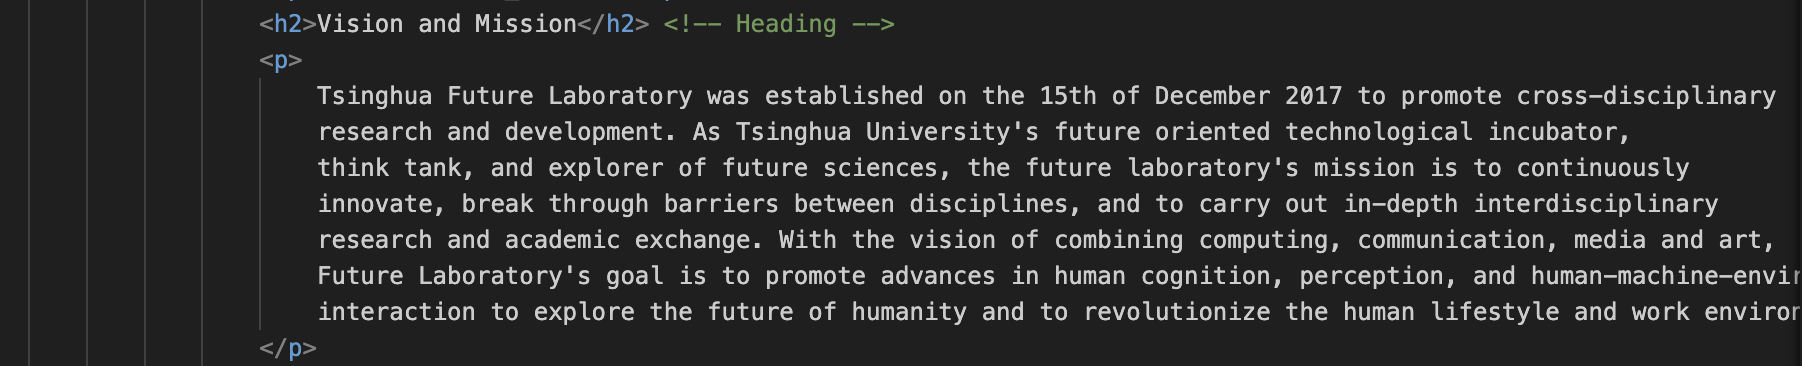 <h2>Vision and Mission</h2> <!-- Heading -->
<p>
Tsinghua Future Laboratory was established on the 15th of December 2017 to promote cross-disciplinary
research and development. As Tsinghua University's future oriented technological incubator,
think tank, and explorer of future sciences, the future laboratory's mission is to continuously
innovate, break through barriers between disciplines, and to carry out in-depth interdisciplinary
research and academic exchange. With the vision of combining computing, communication, media and art,
Future Laboratory's goal is to promote advances in human cognition, perception, and human-machine-envir
interaction to explore the future of humanity and to revolutionize the human lifestyle and work environ
</p>